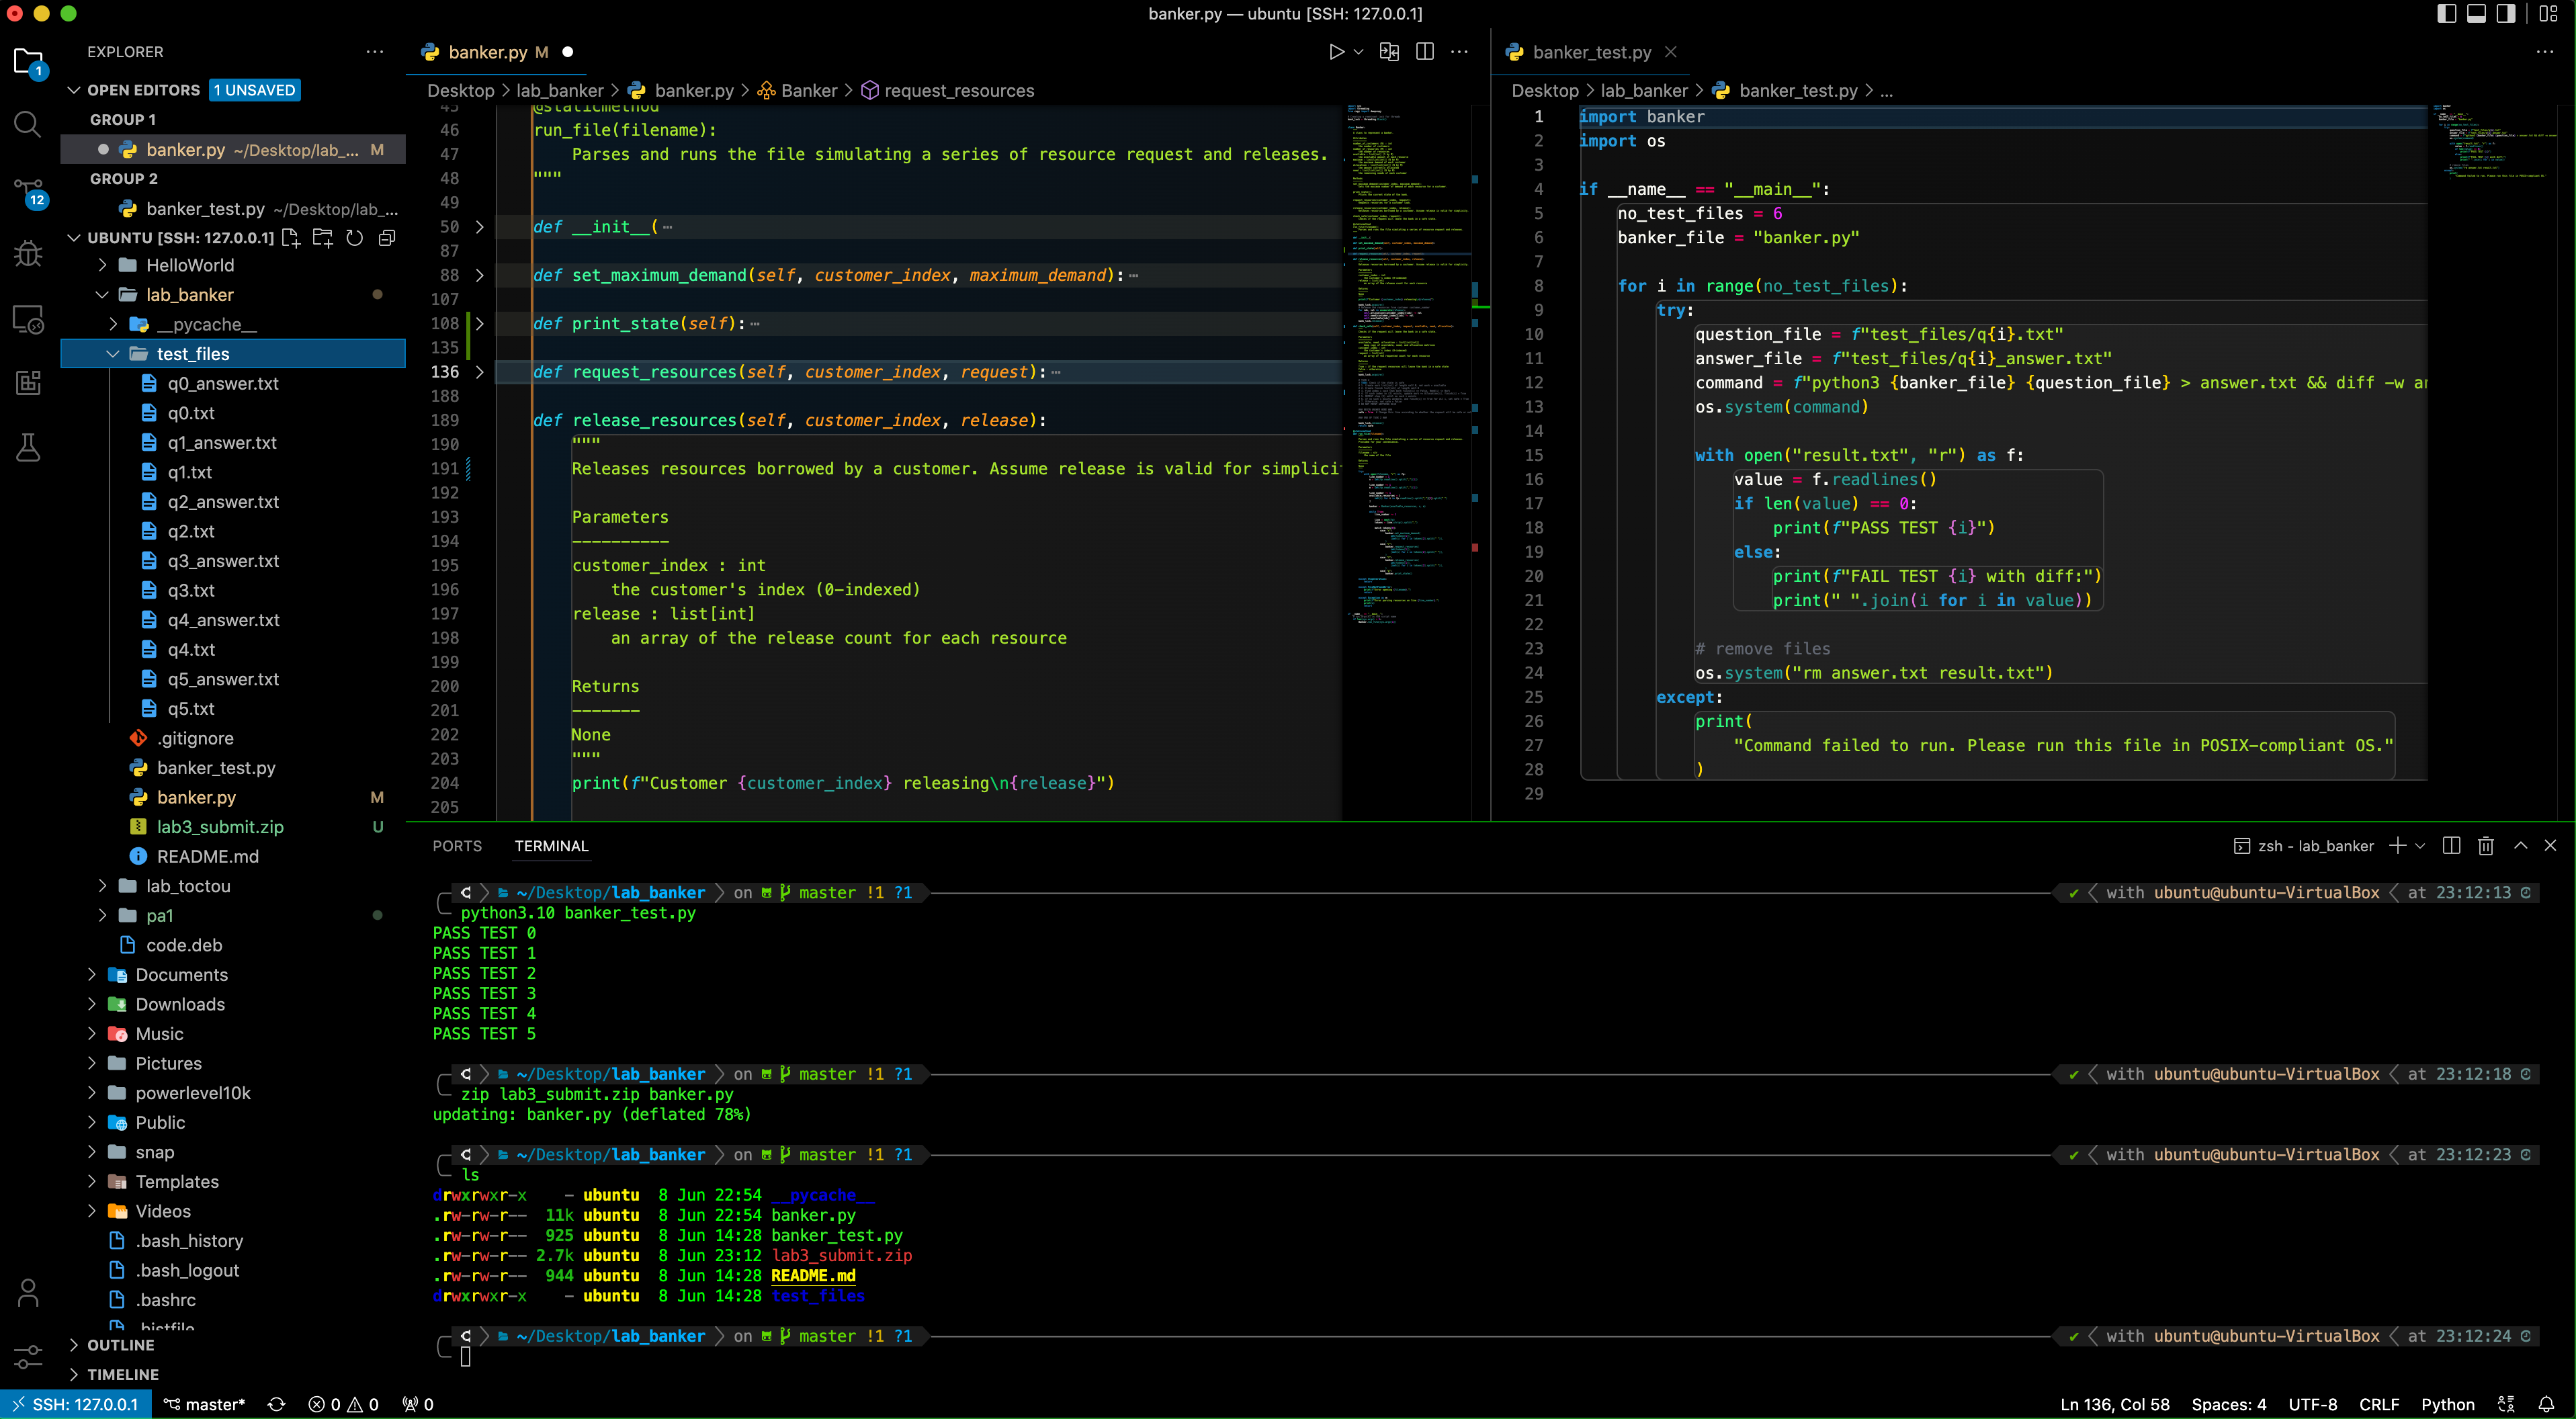 banker.py — ubuntu [SSH: 127.0.0.1]
EXPLORER
OPEN EDITORS 1 UNSAVED
GROUP 1
banker.py ~/Desktop/lab_... M
GROUP 2
banker_test.py ~/Desktop/lab_...
UBUNTU [SSH: 127.0.0.1]
HelloWorld
lab_banker
__pycache__
test_files
q0_answer.txt
q0.txt
q1_answer.txt
q1.txt
q2_answer.txt
q2.txt
q3_answer.txt
q3.txt
q4_answer.txt
q4.txt
q5_answer.txt
q5.txt
.gitignore
banker_test.py
banker.py M
lab3_submit.zip U
README.md
lab_toctou
pa1
code.deb
Documents
Downloads
Music
Pictures
powerlevel10k
Public
snap
Templates
Videos
.bash_history
.bash_logout
.bashrc
.histfile
OUTLINE
TIMELINE
1
12
banker.py M
Desktop > lab_banker > banker.py > Banker > request_resources
45 @staticmethod
46 run_file(filename):
47 Parses and runs the file simulating a series of resource request and releases.
48 """
49
50 def __init__(…
87
88 def set_maximum_demand(self, customer_index, maximum_demand):…
107
108 def print_state(self):…
135
136 def request_resources(self, customer_index, request):…
188
189 def release_resources(self, customer_index, release):
190 """
191 Releases resources borrowed by a customer. Assume release is valid for simplici
192
193 Parameters
194 ----------
195 customer_index : int
196 the customer's index (0-indexed)
197 release : list[int]
198 an array of the release count for each resource
199
200 Returns
201 -------
202 None
203 """
204 print(f"Customer {customer_index} releasing\n{release}")
205
banker_test.py
Desktop > lab_banker > banker_test.py > ...
1 import banker
2 import os
3
4 if __name__ == "__main__":
5 no_test_files = 6
6 banker_file = "banker.py"
7
8 for i in range(no_test_files):
9 try:
10 question_file = f"test_files/q{i}.txt"
11 answer_file = f"test_files/q{i}_answer.txt"
12 command = f"python3 {banker_file} {question_file} > answer.txt && diff -w a
13 os.system(command)
14
15 with open("result.txt", "r") as f:
16 value = f.readlines()
17 if len(value) == 0:
18 print(f"PASS TEST {i}")
19 else:
20 print(f"FAIL TEST {i} with diff:")
21 print(" ".join(i for i in value))
22
23 # remove files
24 os.system("rm answer.txt result.txt")
25 except:
26 print(
27 "Command failed to run. Please run this file in POSIX-compliant OS."
28 )
29
PORTS TERMINAL
zsh - lab_banker
~/Desktop/lab_banker on master !1 ?1 ✔ with ubuntu@ubuntu-VirtualBox at 23:12:13
python3.10 banker_test.py
PASS TEST 0
PASS TEST 1
PASS TEST 2
PASS TEST 3
PASS TEST 4
PASS TEST 5
~/Desktop/lab_banker on master !1 ?1 ✔ with ubuntu@ubuntu-VirtualBox at 23:12:18
zip lab3_submit.zip banker.py
updating: banker.py (deflated 78%)
~/Desktop/lab_banker on master !1 ?1 ✔ with ubuntu@ubuntu-VirtualBox at 23:12:23
ls
drwxrwxr-x - ubuntu 8 Jun 22:54 __pycache__
.rw-rw-r-- 11k ubuntu 8 Jun 22:54 banker.py
.rw-rw-r-- 925 ubuntu 8 Jun 14:28 banker_test.py
.rw-rw-r-- 2.7k ubuntu 8 Jun 23:12 lab3_submit.zip
.rw-rw-r-- 944 ubuntu 8 Jun 14:28 README.md
drwxrwxr-x - ubuntu 8 Jun 14:28 test_files
~/Desktop/lab_banker on master !1 ?1 ✔ with ubuntu@ubuntu-VirtualBox at 23:12:24
SSH: 127.0.0.1 master* 0 0 0 Ln 136, Col 58 Spaces: 4 UTF-8 CRLF Python